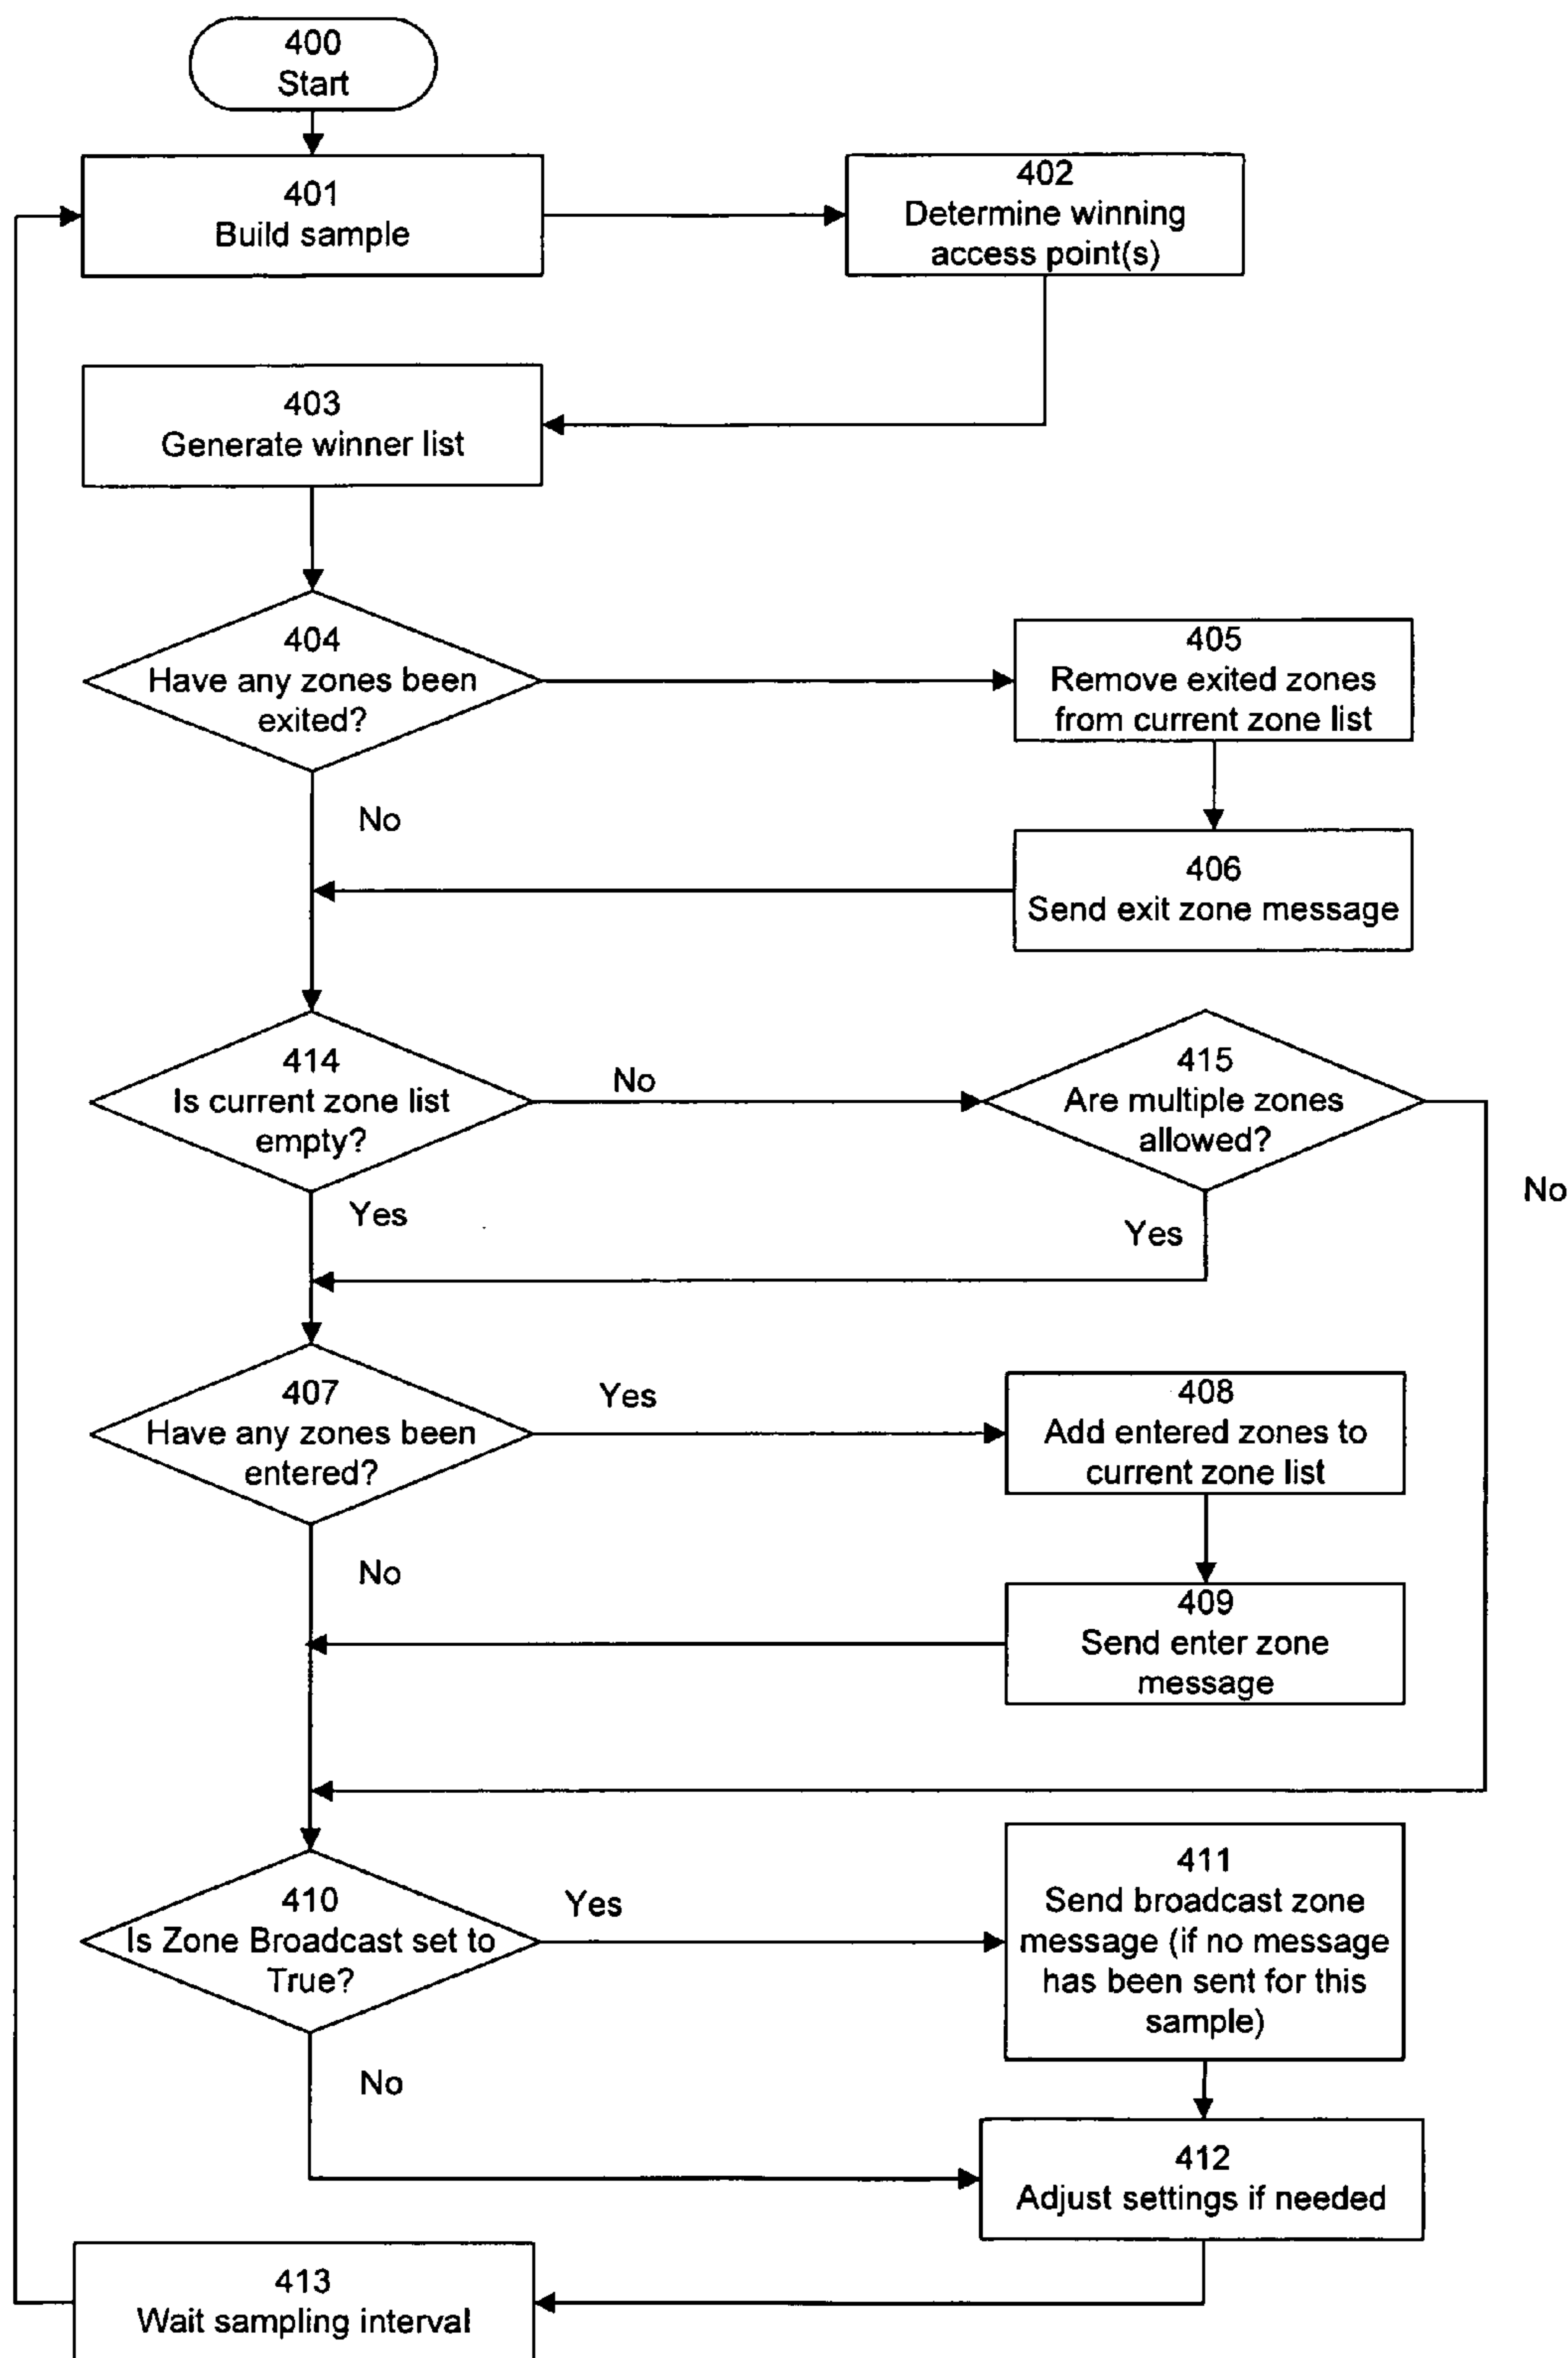 400
Start
401
Build sample
402
Determine winning
access point(s)
403
Generate winner list
404
Have any zones been
exited?
405
Remove exited zones
from current zone list
No
406
Send exit zone message
414
Is current zone list
empty?
No
415
Are multiple zones
allowed?
No
Yes
Yes
407
Have any zones been
entered?
Yes
408
Add entered zones to
current zone list
No
409
Send enter zone
message
410
Is Zone Broadcast set to
True?
Yes
411
Send broadcast zone
message (if no message
has been sent for this
sample)
No
412
Adjust settings if needed
413
Wait sampling interval